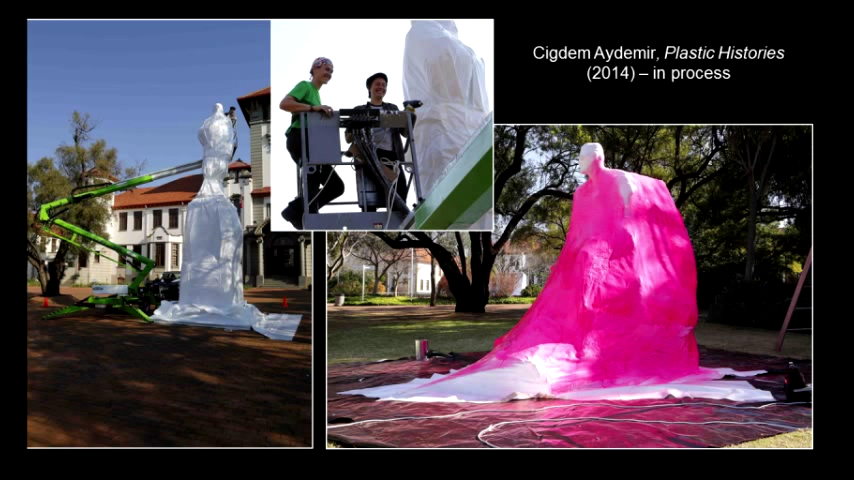 Cigdem Aydemir, Plastic Histories
(2014) – in process